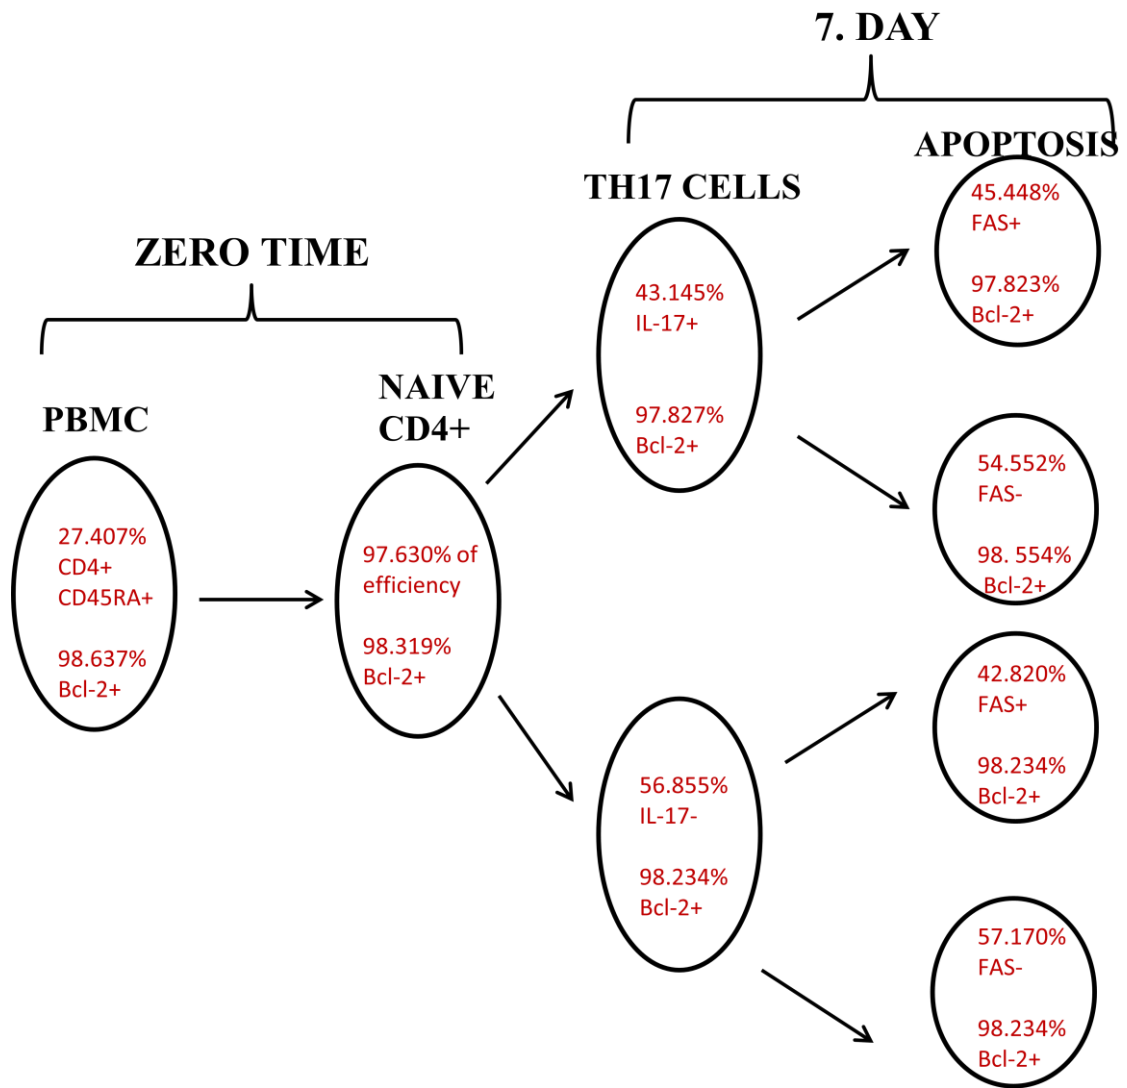 7. DAY
ZERO TIME
PBMC
27.407%
CD4+
CD45RA+
98.637%
Bcl-2+
NAIVE
CD4+
97.630% of
efficiency
98.319%
Bcl-2+
TH17 CELLS
43.145%
IL-17+
97.827%
Bcl-2+
56.855%
IL-17-
98.234%
Bcl-2+
APOPTOSIS
45.448%
FAS+
97.823%
Bcl-2+
54.552%
FAS-
98. 554%
Bcl-2+
42.820%
FAS+
98.234%
Bcl-2+
57.170%
FAS-
98.234%
Bcl-2+